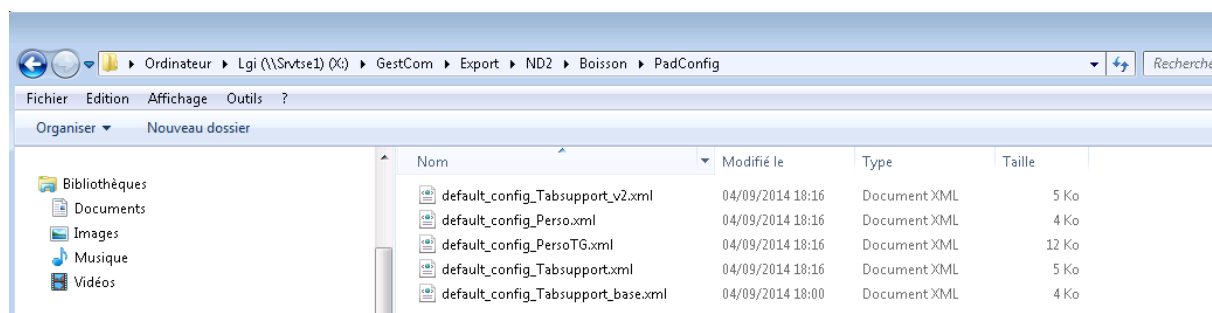 Ordinateur Lgi (\\Srvtse1) (X:) GestCom Export ND2 Boisson PadConfig Recherche
Fichier Edition Affichage Outils ?
Organiser Nouveau dossier
Nom Modifié le Type Taille
Bibliothèques
Documents
Images
Musique
Vidéos
default_config_Tabsupport_v2.xml 04/09/2014 18:16 Document XML 5 Ko
default_config_Perso.xml 04/09/2014 18:16 Document XML 4 Ko
default_config_PersoTG.xml 04/09/2014 18:16 Document XML 12 Ko
default_config_Tabsupport.xml 04/09/2014 18:16 Document XML 5 Ko
default_config_Tabsupport_base.xml 04/09/2014 18:00 Document XML 4 Ko